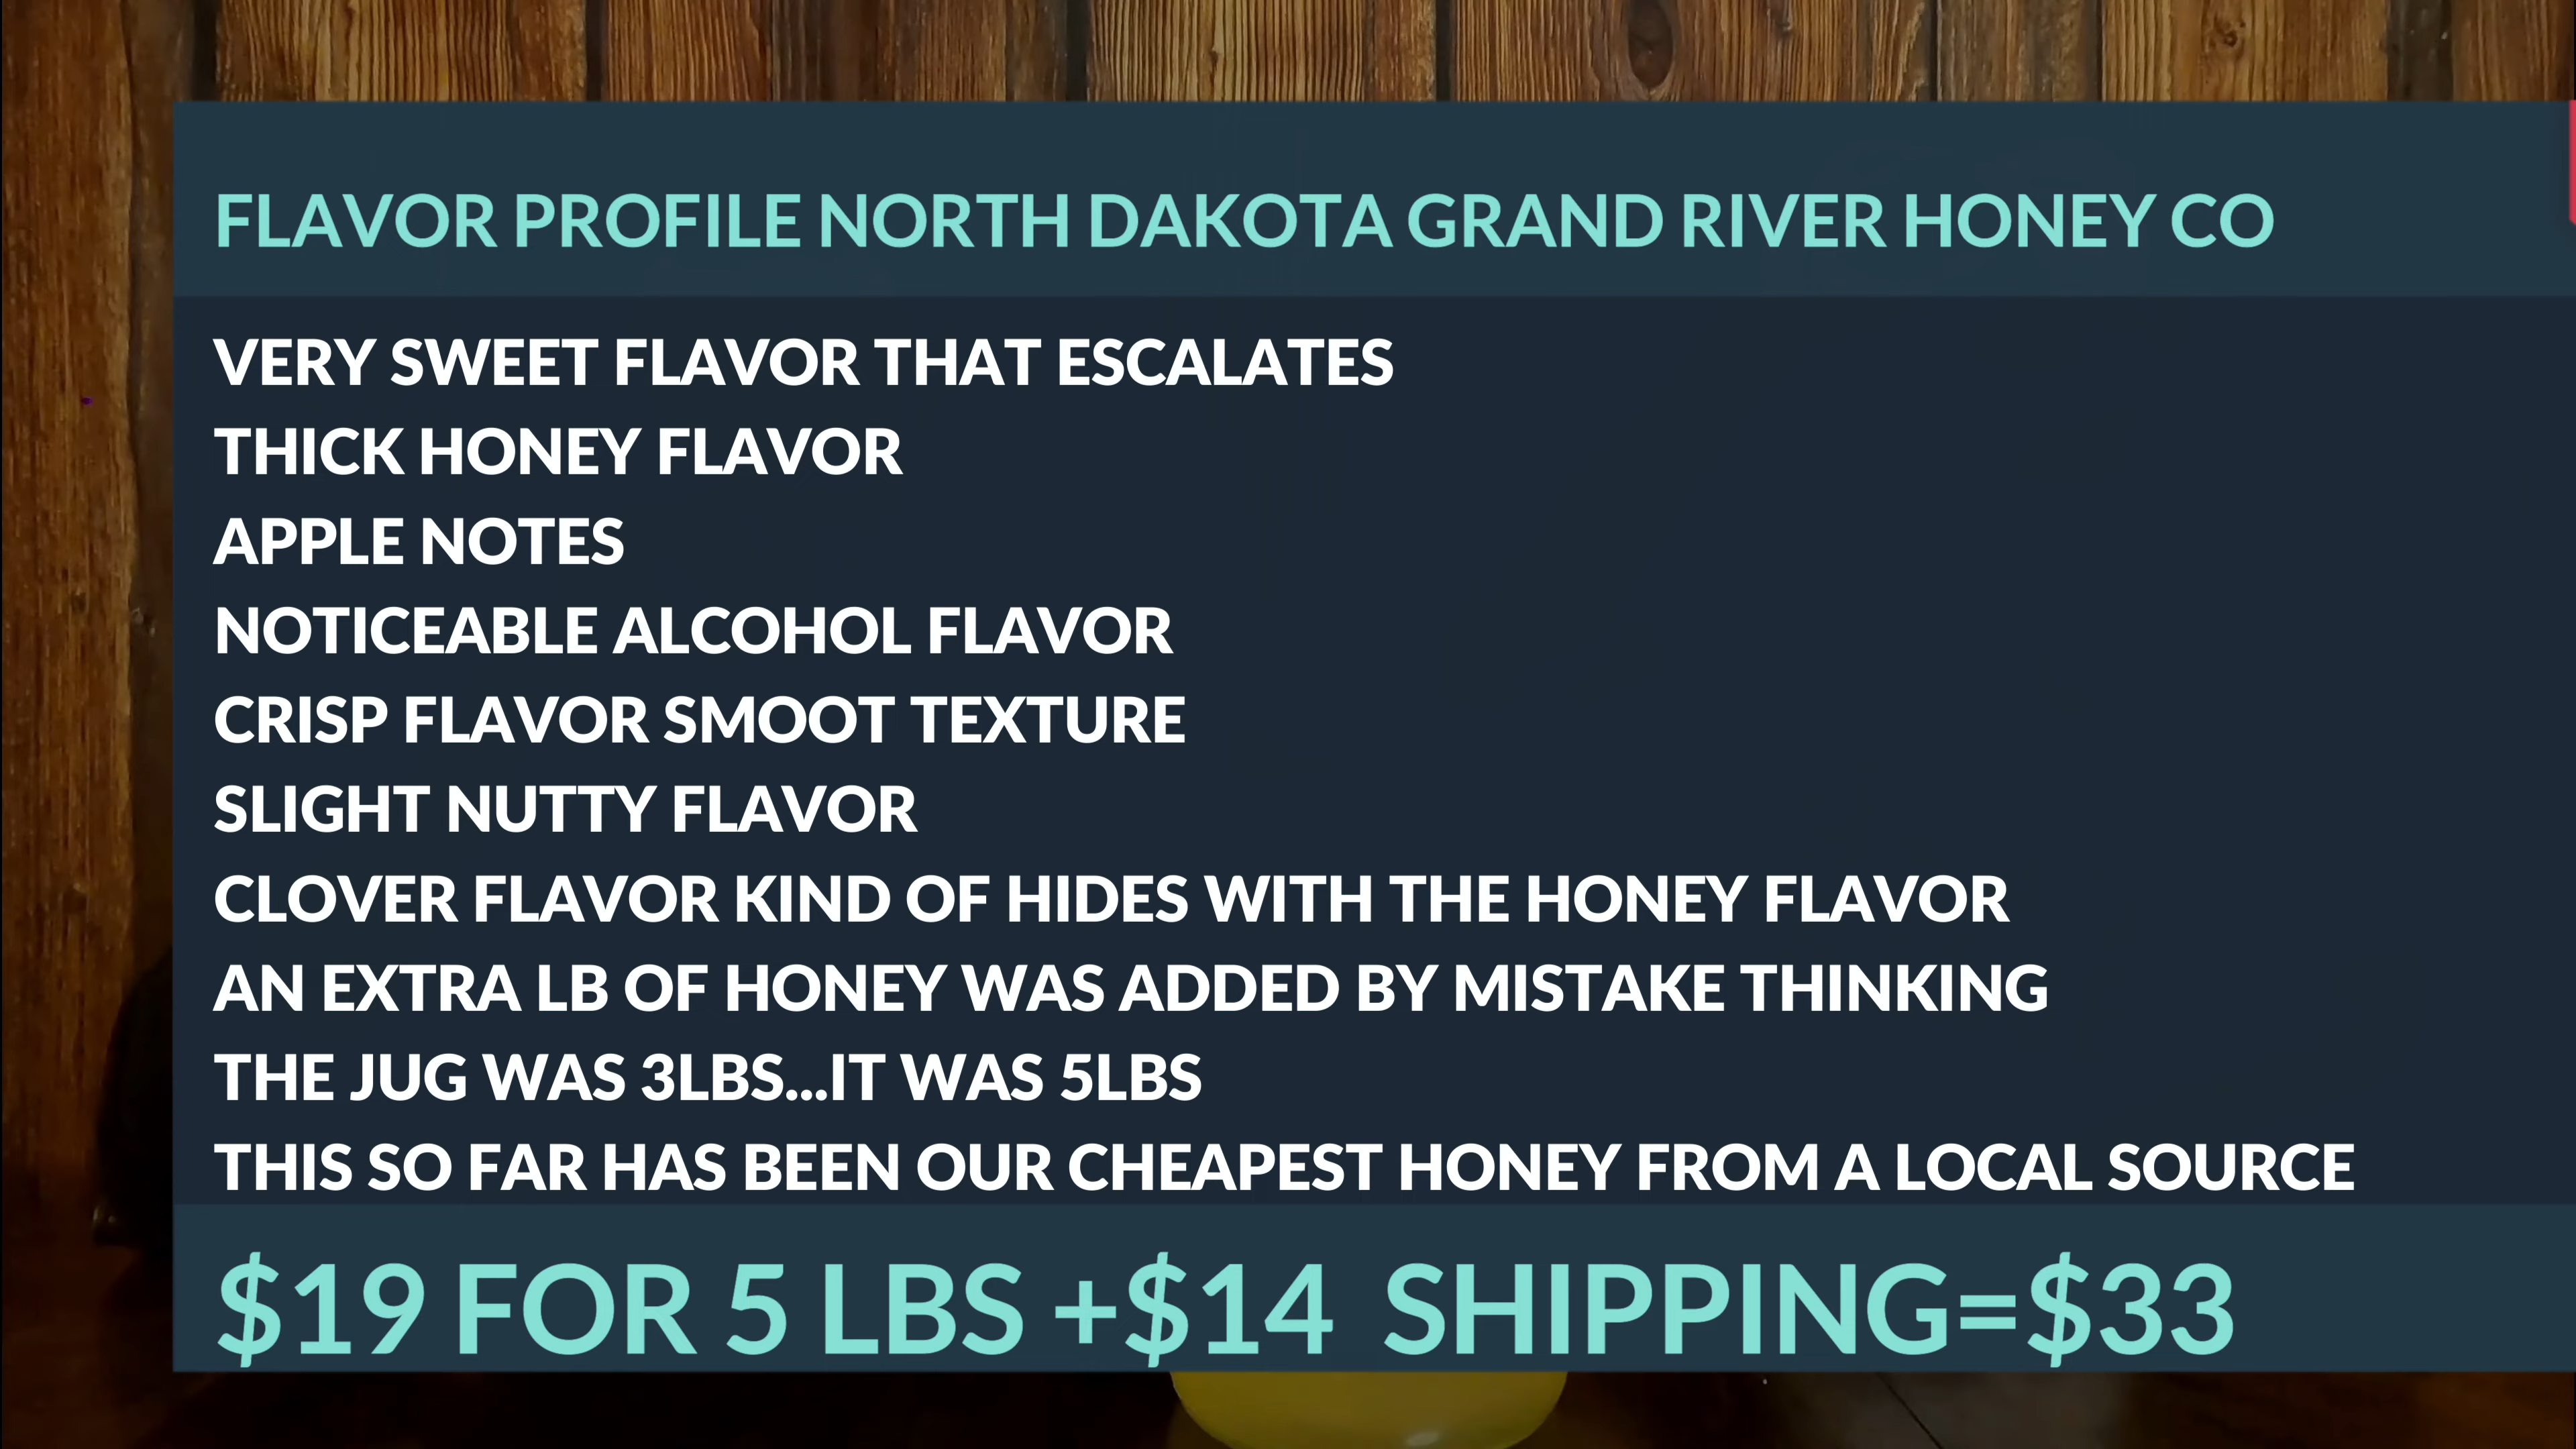 FLAVOR PROFILE NORTH DAKOTA GRAND RIVER HONEY CO
VERY SWEET FLAVOR THAT ESCALATES
THICK HONEY FLAVOR
APPLE NOTES
NOTICEABLE ALCOHOL FLAVOR
CRISP FLAVOR SMOOT TEXTURE
SLIGHT NUTTY FLAVOR
CLOVER FLAVOR KIND OF HIDES WITH THE HONEY FLAVOR
AN EXTRA LB OF HONEY WAS ADDED BY MISTAKE THINKING
THE JUG WAS 3LBS...IT WAS 5LBS
THIS SO FAR HAS BEEN OUR CHEAPEST HONEY FROM A LOCAL SOURCE
$19 FOR 5 LBS +$14  SHIPPING=$33